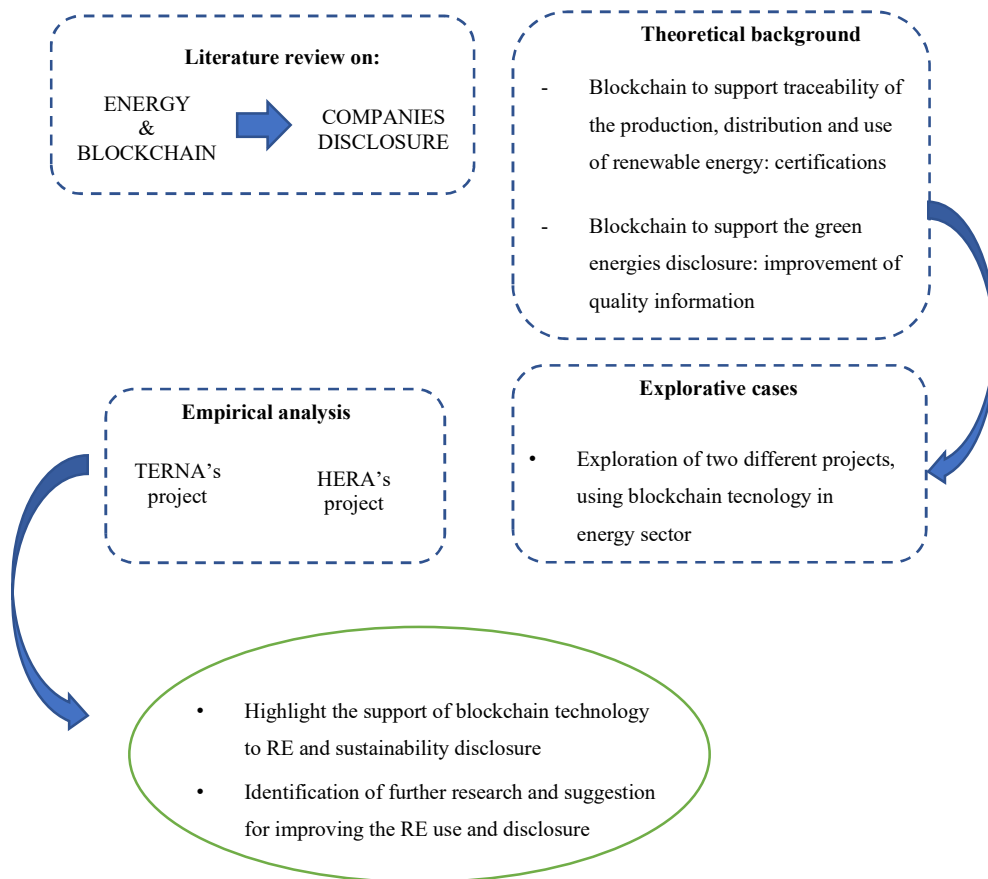 Literature review on:
ENERGY
&
BLOCKCHAIN
COMPANIES
DISCLOSURE
Theoretical background
- Blockchain to support traceability of
the production, distribution and use
of renewable energy: certifications
- Blockchain to support the green
energies disclosure: improvement of
quality information
Empirical analysis
TERNA’s
project
HERA’s
project
Explorative cases
• Exploration of two different projects,
using blockchain tecnology in
energy sector
• Highlight the support of blockchain technology
to RE and sustainability disclosure
• Identification of further research and suggestion
for improving the RE use and disclosure